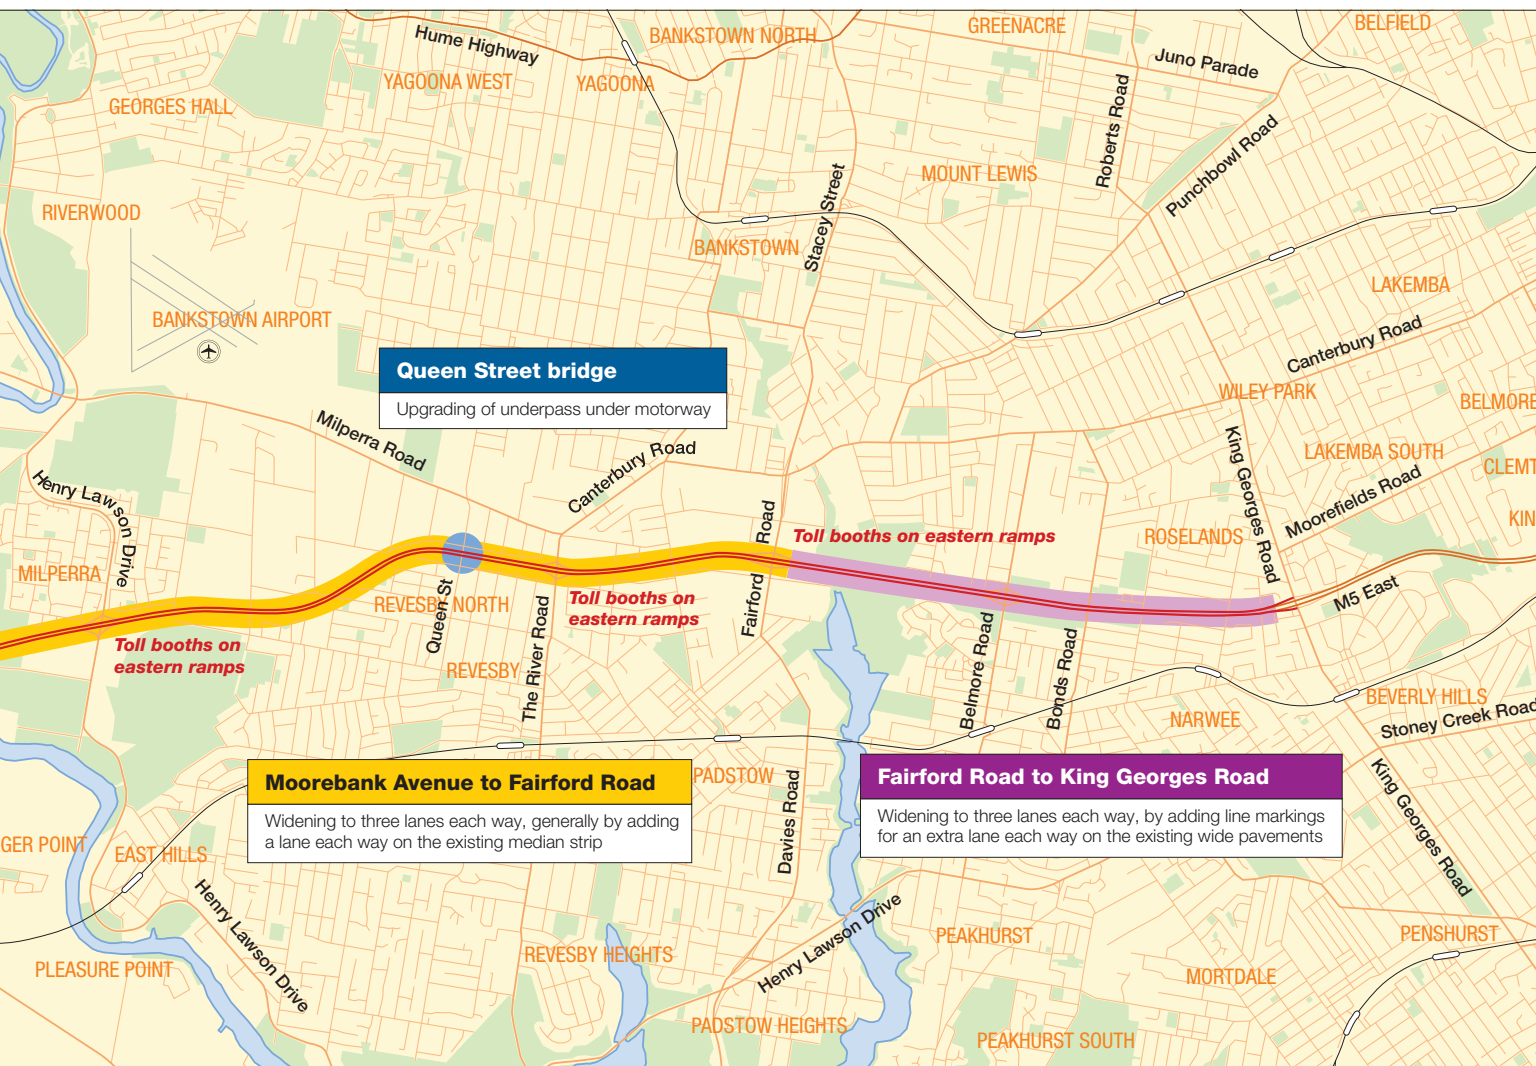 BELFIELD
GREENACRE
BANKSTOWN NORTH
Hume Highway
Juno Parade
YAGOONA WEST
YAGOONA
GEORGES HALL
Roberts Road
Punchbowl Road
MOUNT LEWIS
RIVERWOOD
Stacey Street
BANKSTOWN
LAKEMBA
BANKSTOWN AIRPORT
Canterbury Road
Queen Street bridge
Upgrading of underpass under motorway
WILEY PARK
BELMORE
Milperra Road
Canterbury Road
King Georges Road
LAKEMBA SOUTH
CLEMT
Moorefields Road
Henry Lawson Drive
KIN
Fairford Road
Toll booths on eastern ramps
ROSELANDS
MILPERRA
M5 East
REVESBY NORTH
Queen St
Toll booths on
eastern ramps
Toll booths on
eastern ramps
The River Road
REVESBY
Belmore Road
Bonds Road
BEVERLY HILLS
NARWEE
Stoney Creek Road
Moorebank Avenue to Fairford Road
Widening to three lanes each way, generally by adding
a lane each way on the existing median strip
PADSTOW
Davies Road
Fairford Road to King Georges Road
Widening to three lanes each way, by adding line markings
for an extra lane each way on the existing wide pavements
King Georges Road
GER POINT
EAST HILLS
Henry Lawson Drive
Henry Lawson Drive
PEAKHURST
PENSHURST
REVESBY HEIGHTS
PLEASURE POINT
MORTDALE
PADSTOW HEIGHTS
PEAKHURST SOUTH